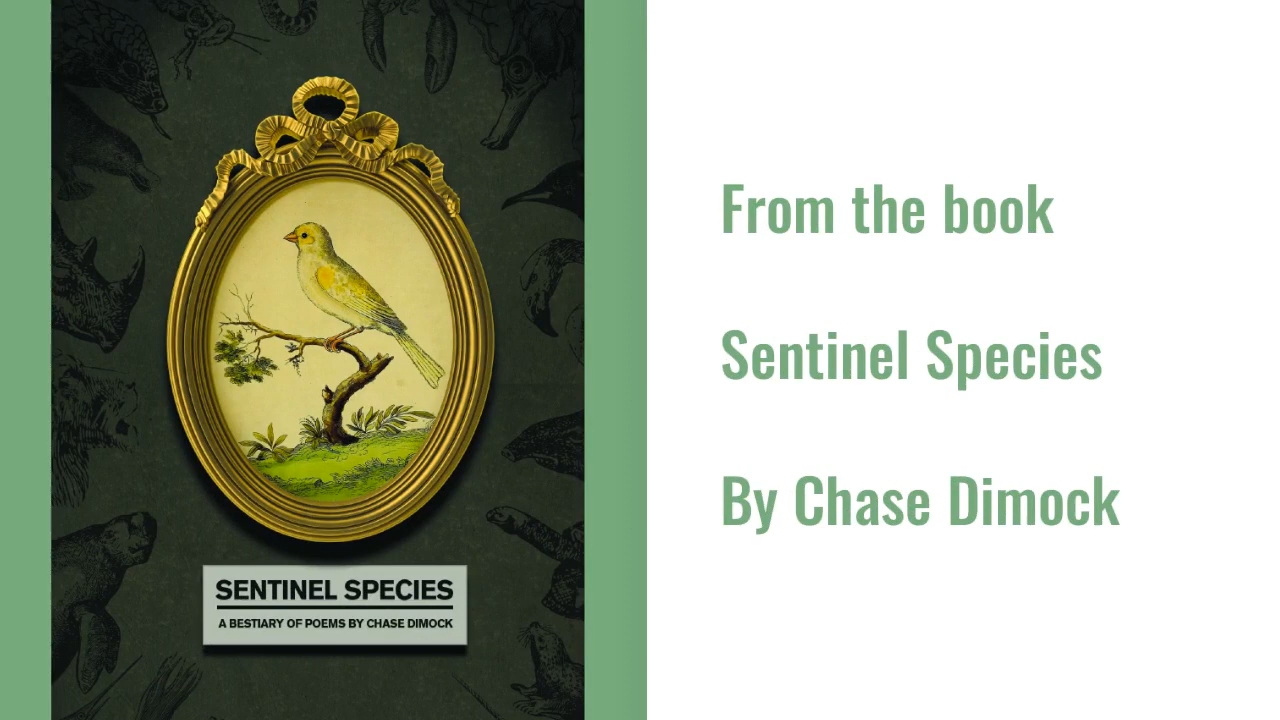 SENTINEL SPECIES
A BESTIARY OF POEMS BY CHASE DIMOCK
From the book
Sentinel Species
By Chase Dimock